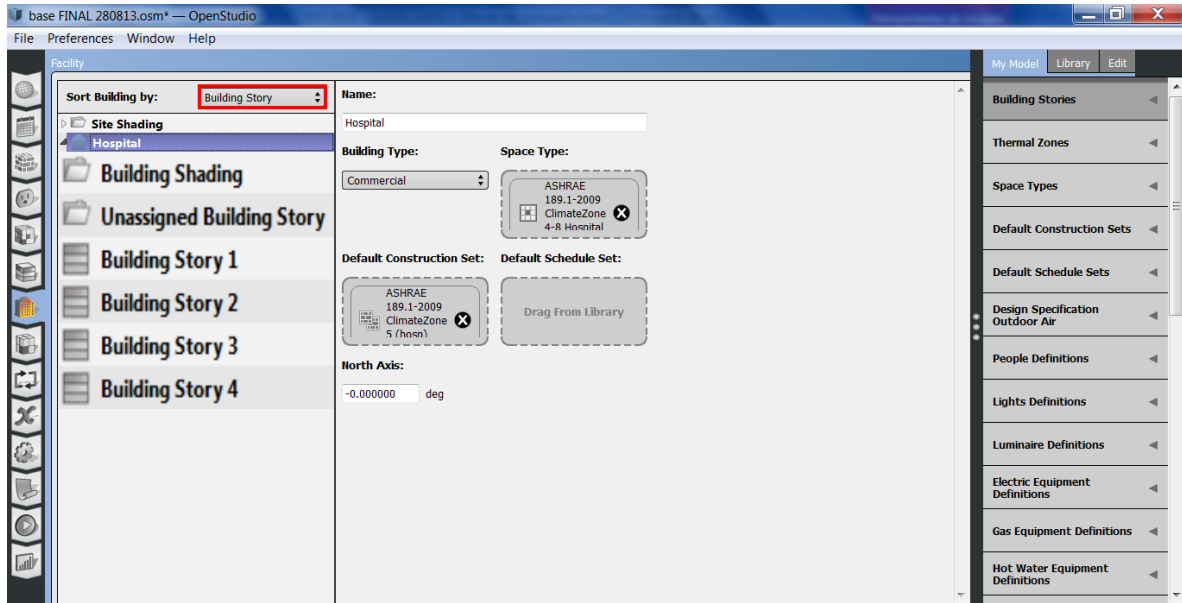 base FINAL 280813.osm* — OpenStudio
File Preferences Window Help
Facility
Sort Building by: Building Story
Site Shading
Hospital
Building Shading
Unassigned Building Story
Building Story 1
Building Story 2
Building Story 3
Building Story 4
Name:
Hospital
Building Type: Space Type:
Commercial
ASHRAE
189.1-2009
ClimateZone
4-8 Hospital
Default Construction Set: Default Schedule Set:
ASHRAE
189.1-2009
ClimateZone
5 (hosp)
Drag From Library
North Axis:
-0.000000 deg
My Model Library Edit
Building Stories
Thermal Zones
Space Types
Default Construction Sets
Default Schedule Sets
Design Specification
Outdoor Air
People Definitions
Lights Definitions
Luminaire Definitions
Electric Equipment
Definitions
Gas Equipment Definitions
Hot Water Equipment
Definitions